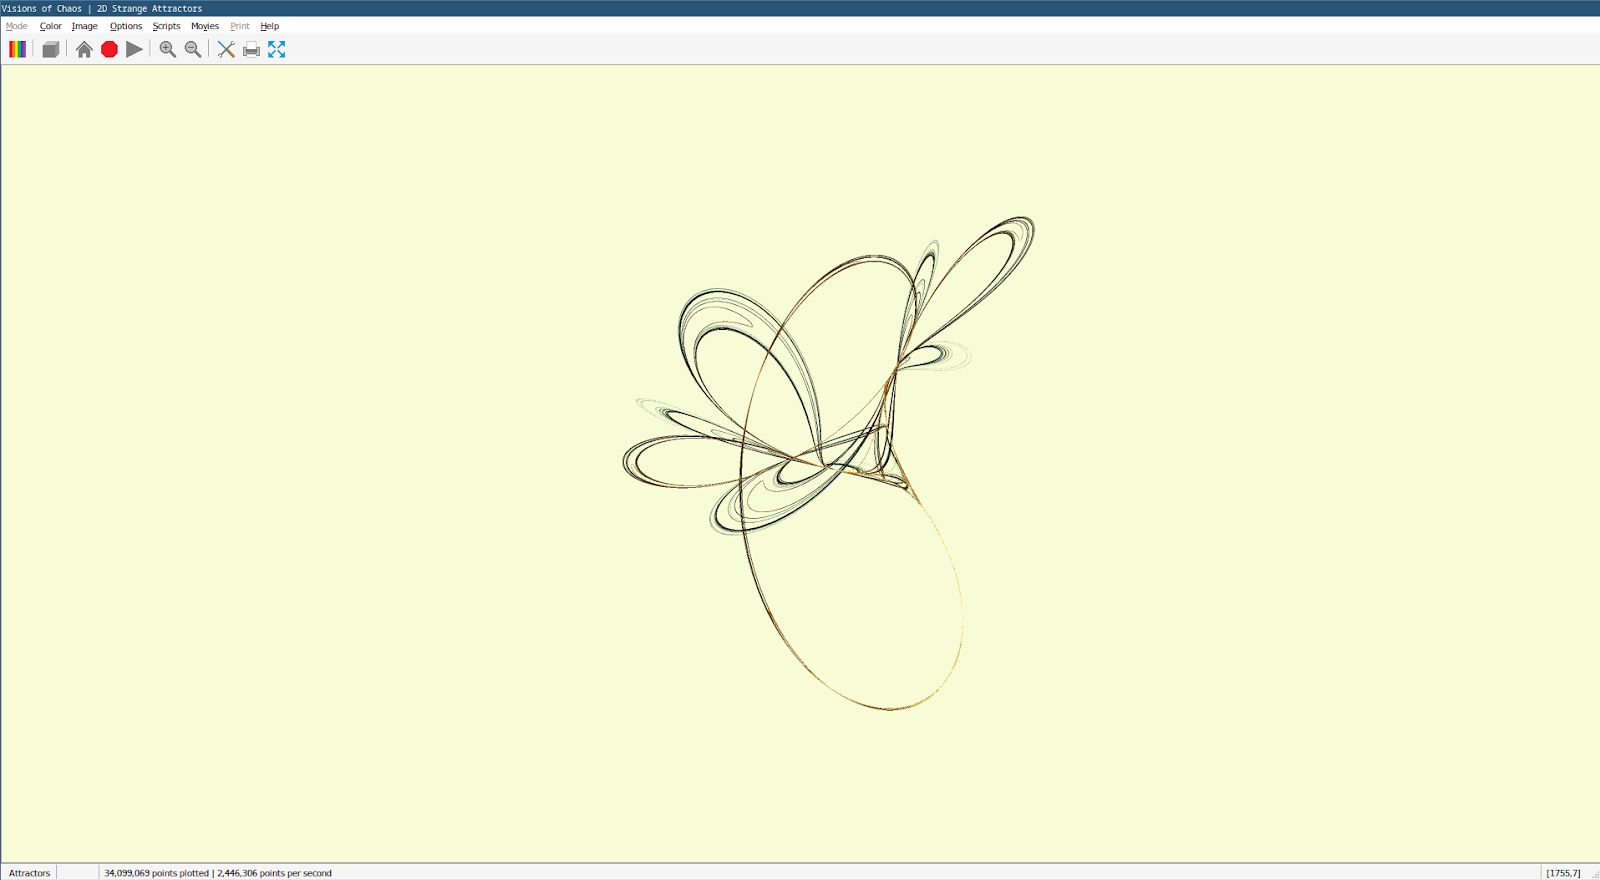 Visions of Chaos | 2D Strange Attractors
Mode Color Image Options Scripts Movies Print Help
Attractors 34,099,069 points plotted | 2,446,306 points per second [1755,7]